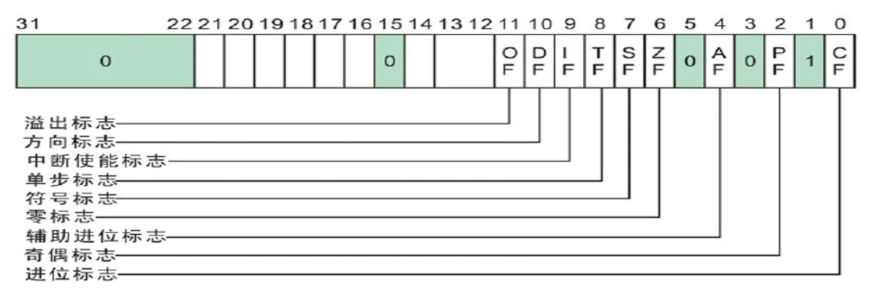 31 22 21 20 19 18 17 16 15 14 13 12 11 10 9 8 7 6 5 4 3 2 1 0
0 0 OF DF IF TF SF ZF 0 AF 0 PF 1 CF
溢出标志
方向标志
中断使能标志
单步标志
符号标志
零标志
辅助进位标志
奇偶标志
进位标志